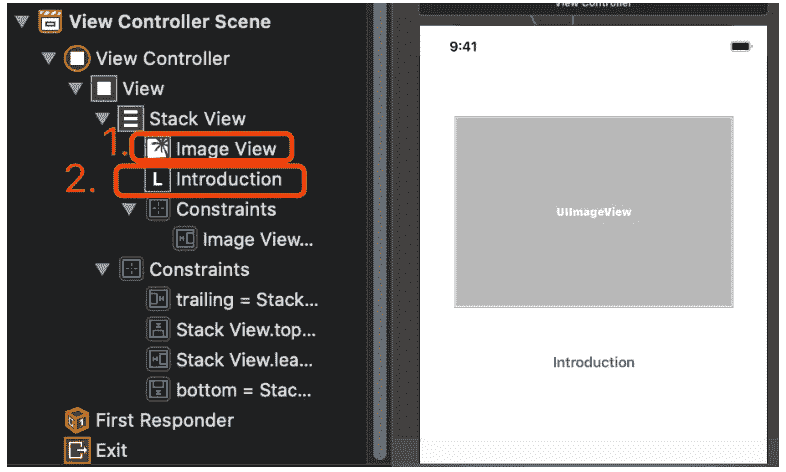 View Controller
View Controller Scene
9:41
View Controller
View
Stack View
1. Image View
2. L Introduction
Constraints
Image View...
UIImageView
Constraints
trailing = Stack...
Stack View.top...
Stack View.lea...
Introduction
bottom = Stac...
First Responder
Exit